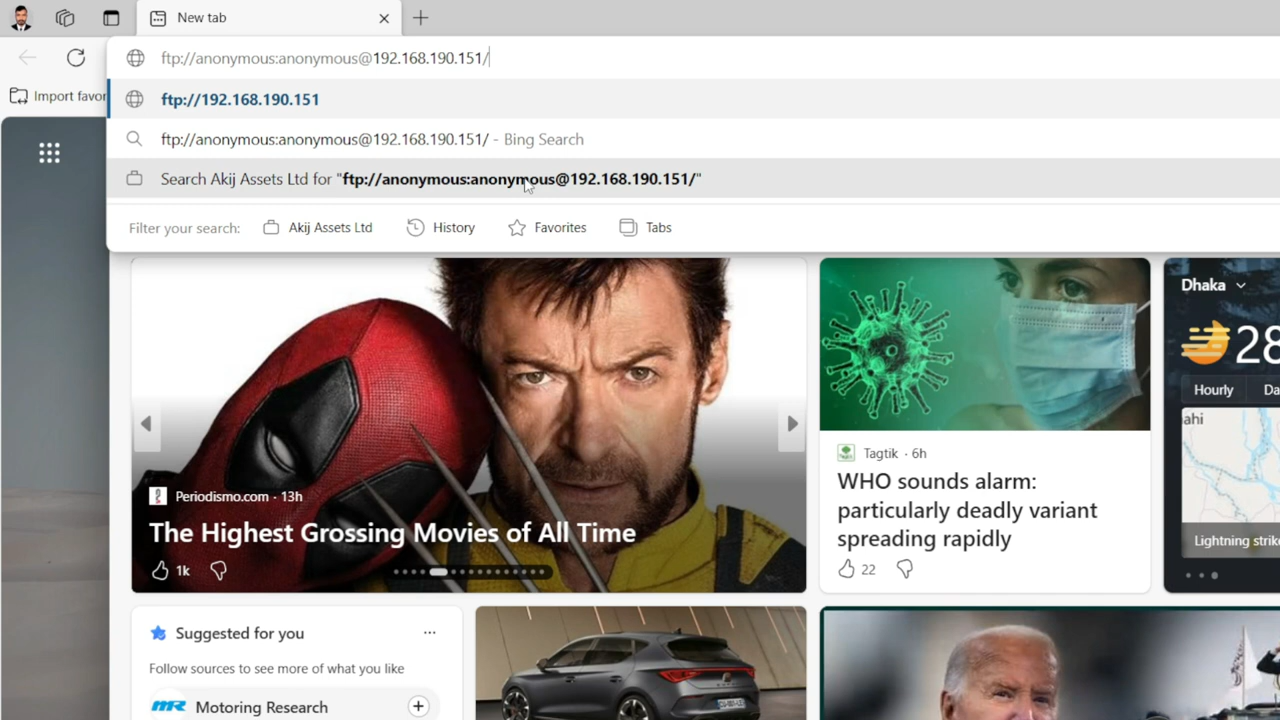 New tab
ftp://anonymous:anonymous@192.168.190.151/
Import favor
ftp://192.168.190.151
ftp://anonymous:anonymous@192.168.190.151/ - Bing Search
Search Akij Assets Ltd for "ftp://anonymous:anonymous@192.168.190.151/"
Filter your search: Akij Assets Ltd History Favorites Tabs
Periodismo.com · 13h
The Highest Grossing Movies of All Time
1k
Tagtik · 6h
WHO sounds alarm:
particularly deadly variant
spreading rapidly
22
Dhaka
28
Hourly Da
ahi
Lightning strik
Suggested for you
Follow sources to see more of what you like
Motoring Research